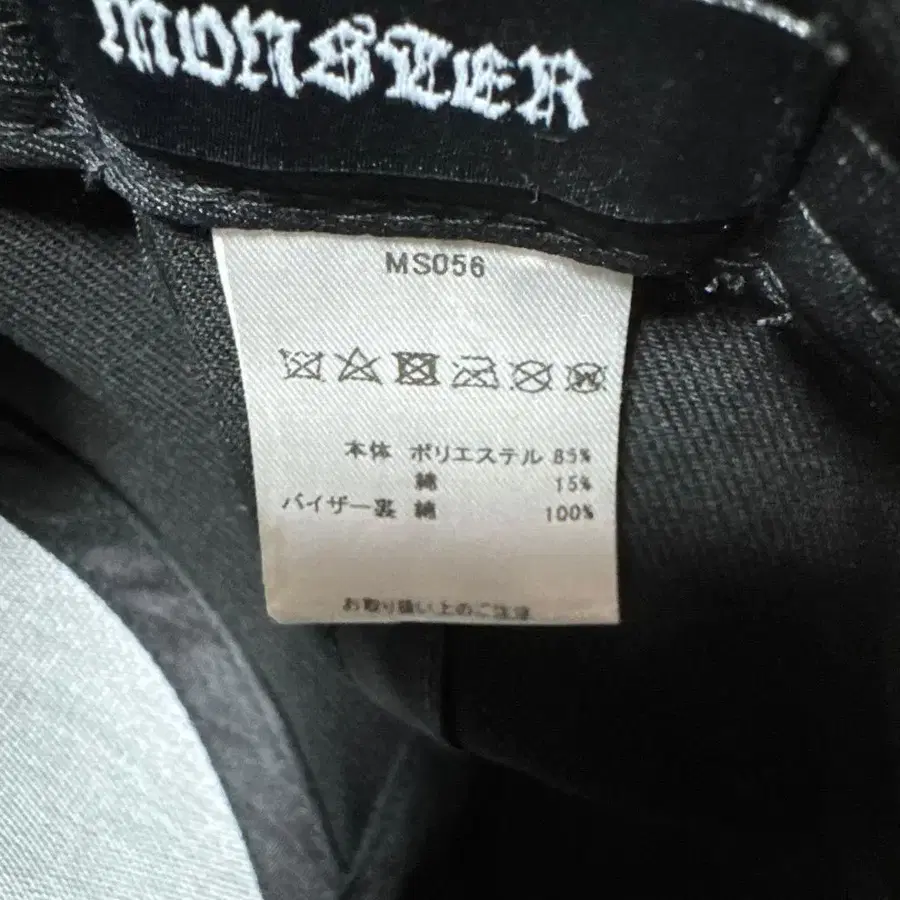 MONSTER
MS056
本体 ポリエステル 85%
綿 15%
バイザー裏 綿 100%
お取り扱い上のご注意